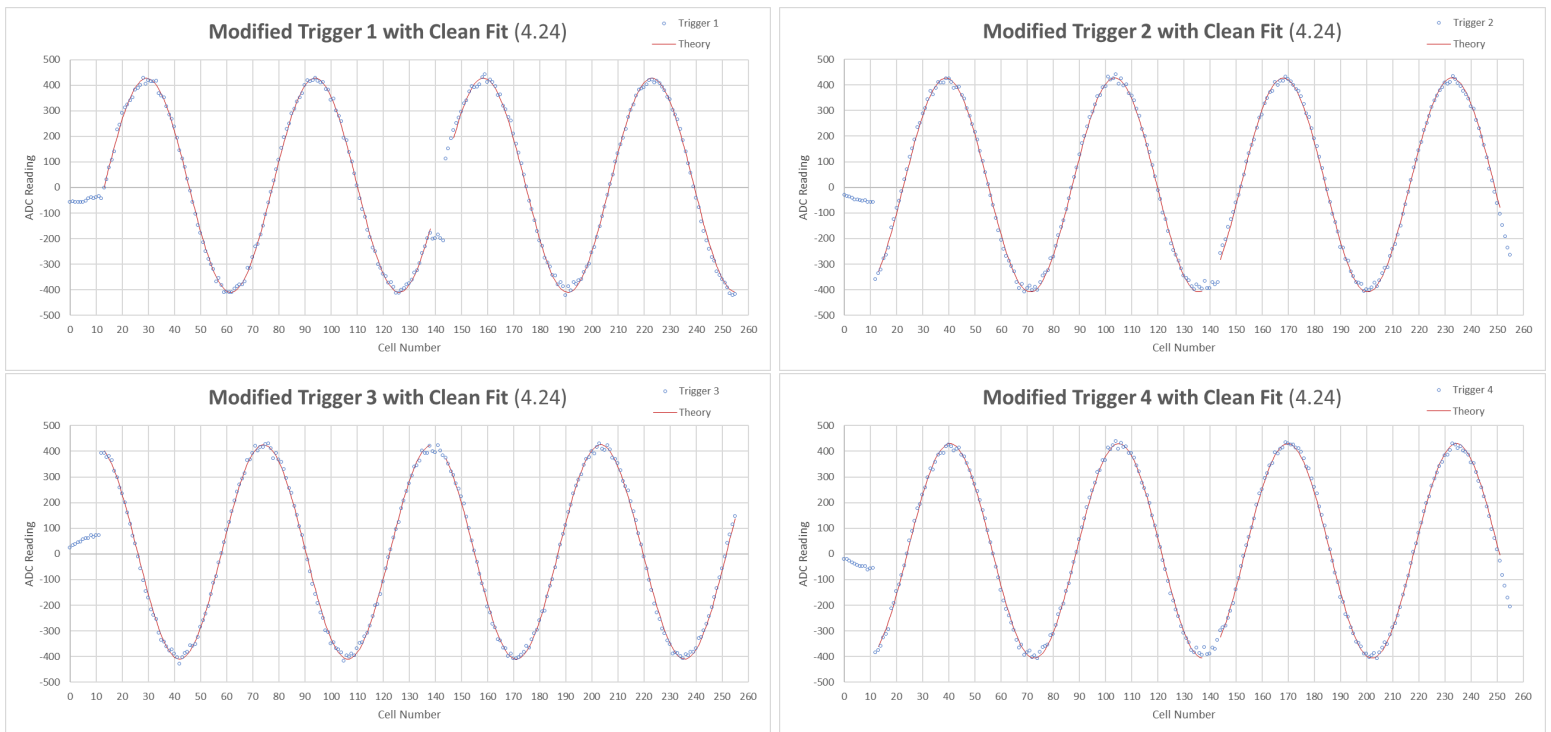 Modified Trigger 1 with Clean Fit (4.24)
Trigger 1
Theory
500
400
300
200
100
0
-100
-200
-300
-400
-500
ADC Reading
0 10 20 30 40 50 60 70 80 90 100 110 120 130 140 150 160 170 180 190 200 210 220 230 240 250 260
Cell Number
Modified Trigger 2 with Clean Fit (4.24)
Trigger 2
Theory
500
400
300
200
100
0
-100
-200
-300
-400
-500
ADC Reading
0 10 20 30 40 50 60 70 80 90 100 110 120 130 140 150 160 170 180 190 200 210 220 230 240 250 260
Cell Number
Modified Trigger 3 with Clean Fit (4.24)
Trigger 3
Theory
500
400
300
200
100
0
-100
-200
-300
-400
-500
ADC Reading
0 10 20 30 40 50 60 70 80 90 100 110 120 130 140 150 160 170 180 190 200 210 220 230 240 250 260
Cell Number
Modified Trigger 4 with Clean Fit (4.24)
Trigger 4
Theory
500
400
300
200
100
0
-100
-200
-300
-400
-500
ADC Reading
0 10 20 30 40 50 60 70 80 90 100 110 120 130 140 150 160 170 180 190 200 210 220 230 240 250 260
Cell Number